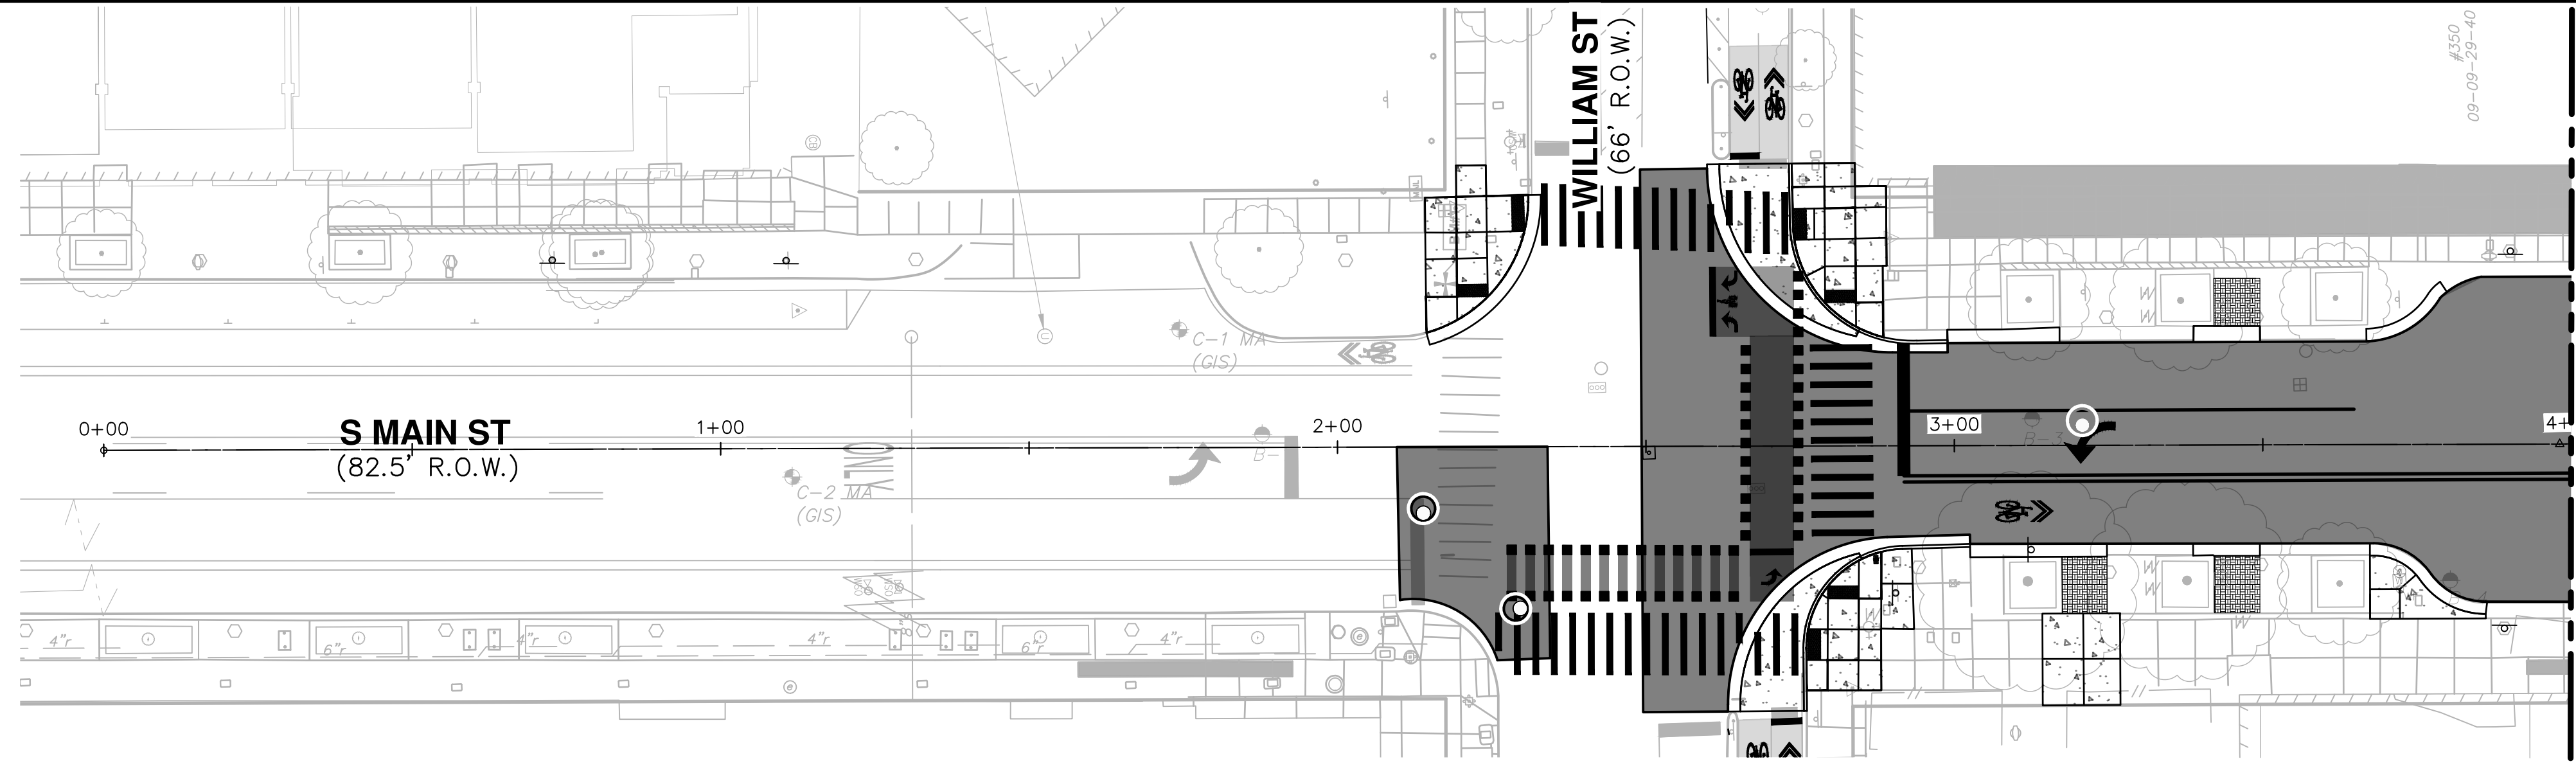 WILLIAM ST
(66' R.O.W.)
#350
09-09-29-40
C-1 MA
(GIS)
0+00
S MAIN ST
(82.5' R.O.W.)
1+00
2+00
3+00
4+
B-
B-3
ONLY
C-2 MA
(GIS)
4"r
6"r
4"r
4"r
6"r
4"r